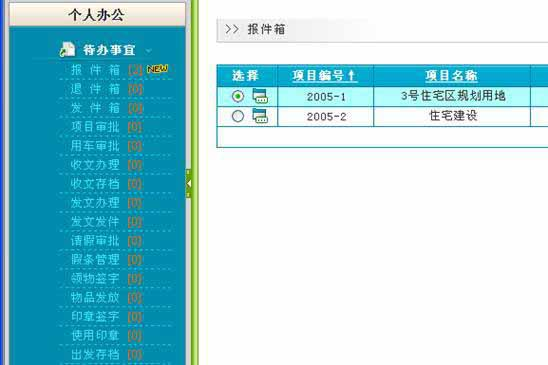 个人办公
待办事宜
报 件 箱 [2] NEW
退 件 箱 [0]
发 件 箱 [0]
项目审批 [0]
用车审批 [0]
收文办理 [0]
收文存档 [0]
发文办理 [0]
发文发件 [0]
请假审批 [0]
假条管理 [0]
领物签字 [0]
物品发放 [0]
印章签字 [0]
使用印章 [0]
出发存档 [0]
>> 报件箱
选择 项目编号↑ 项目名称
2005-1 3号住宅区规划用地
2005-2 住宅建设